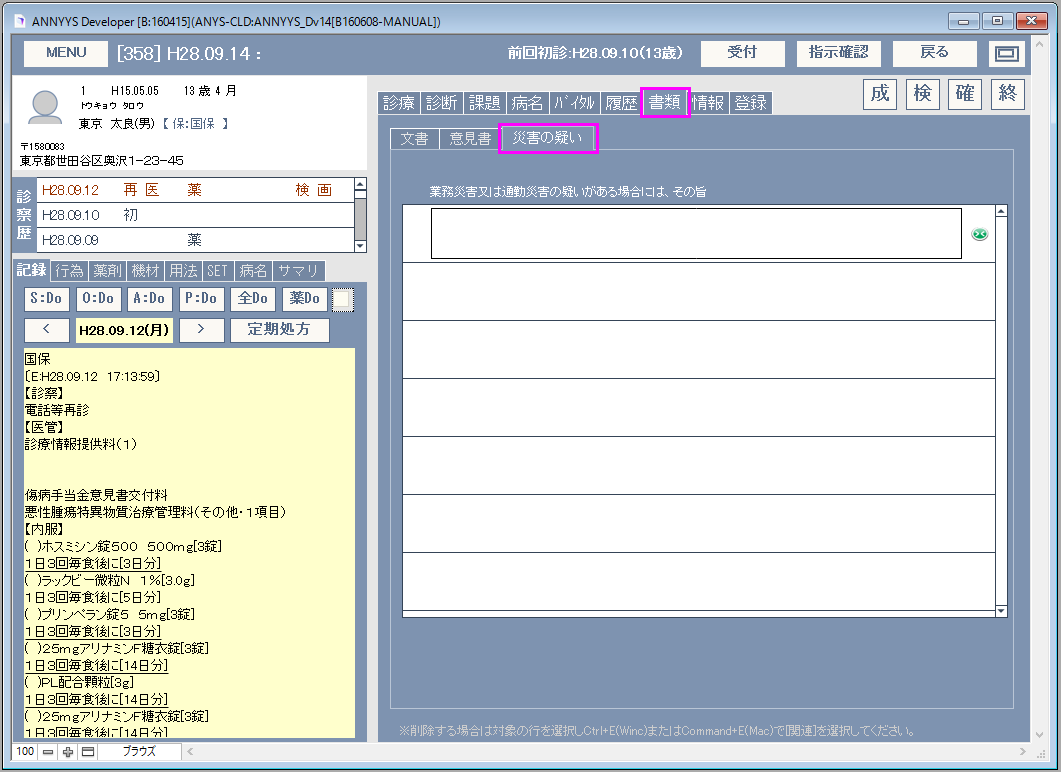 ANNYYS Developer [B:160415](ANYS-CLD:ANNYYS_Dv14[B160608-MANUAL])
MENU [358] H28.09.14 : 前回初診:H28.09.10(13歳) 受付 指示確認 戻る
成 検 確 終
1 H15.05.05 13 歳 4 月
トウキョウ タロウ
東京 太良(男)【 保:国保 】
〒1580083
東京都世田谷区奥沢1-23-45
診察歴
H28.09.12 再 医 薬 検 画
H28.09.10 初
H28.09.09 薬
記録 行為 薬剤 機材 用法 SET 病名 サマリ
S:Do O:Do A:Do P:Do 全Do 薬Do
< H28.09.12(月) > 定期処方
国保
[E:H28.09.12 17:13:59]
【診察】
電話等再診
【医管】
診療情報提供料(1)
傷病手当金意見書交付料
悪性腫瘍特異物質治療管理料(その他・1項目)
【内服】
( )ホスミシン錠500 500mg[3錠]
1日3回毎食後に[3日分]
( )ラックビー微粒N 1%[3.0g]
1日3回毎食後に[5日分]
( )プリンペラン錠5 5mg[3錠]
1日3回毎食後に[3日分]
( )25mgアリナミンF糖衣錠[3錠]
1日3回毎食後に[14日分]
( )PL配合顆粒[3g]
1日3回毎食後に[14日分]
( )25mgアリナミンF糖衣錠[3錠]
1日3回毎食後に[14日分]
診療 診断 課題 病名 バイタル 履歴 書類 情報 登録
文書 意見書 災害の疑い
業務災害又は通勤災害の疑いがある場合には、その旨
※削除する場合は対象の行を選択しCtrl+E(Winc)またはCommand+E(Mac)で[関連]を選択してください。
100 ブラウズ